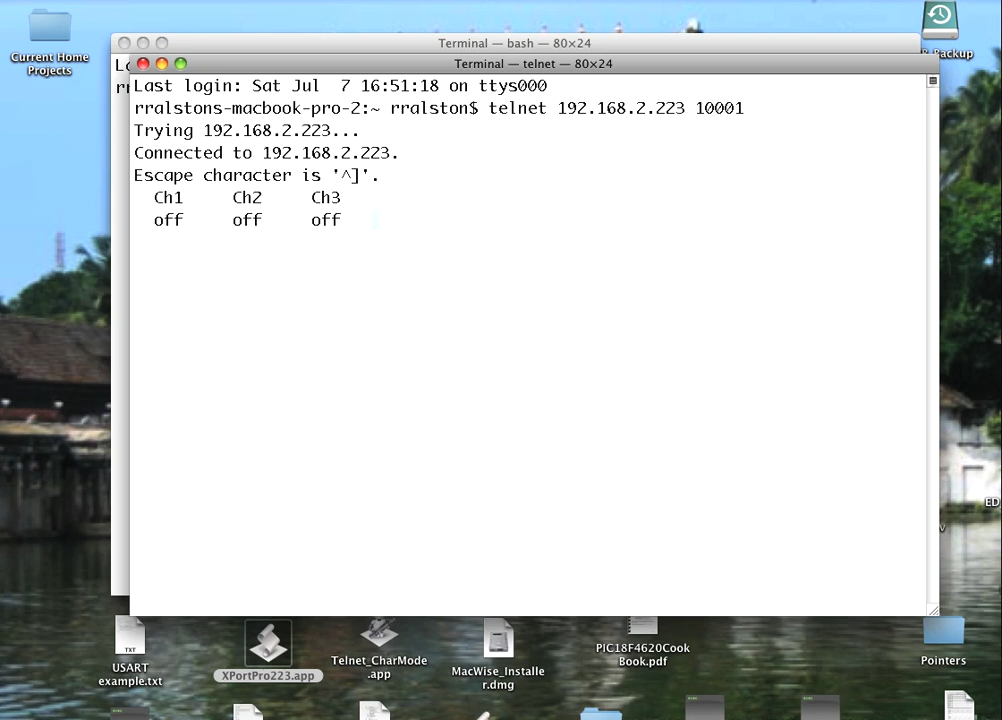 Current Home
Projects
Backup
Terminal — bash — 80×24
Terminal — telnet — 80×24
Last login: Sat Jul  7 16:51:18 on ttys000
rralstons-macbook-pro-2:~ rralston$ telnet 192.168.2.223 10001
Trying 192.168.2.223...
Connected to 192.168.2.223.
Escape character is '^]'.
  Ch1     Ch2     Ch3
  off     off     off
ED
v
TXT
USART
example.txt
XPortPro223.app
Telnet_CharMode
.app
MacWise_Installe
r.dmg
PIC18F4620Cook
Book.pdf
Pointers